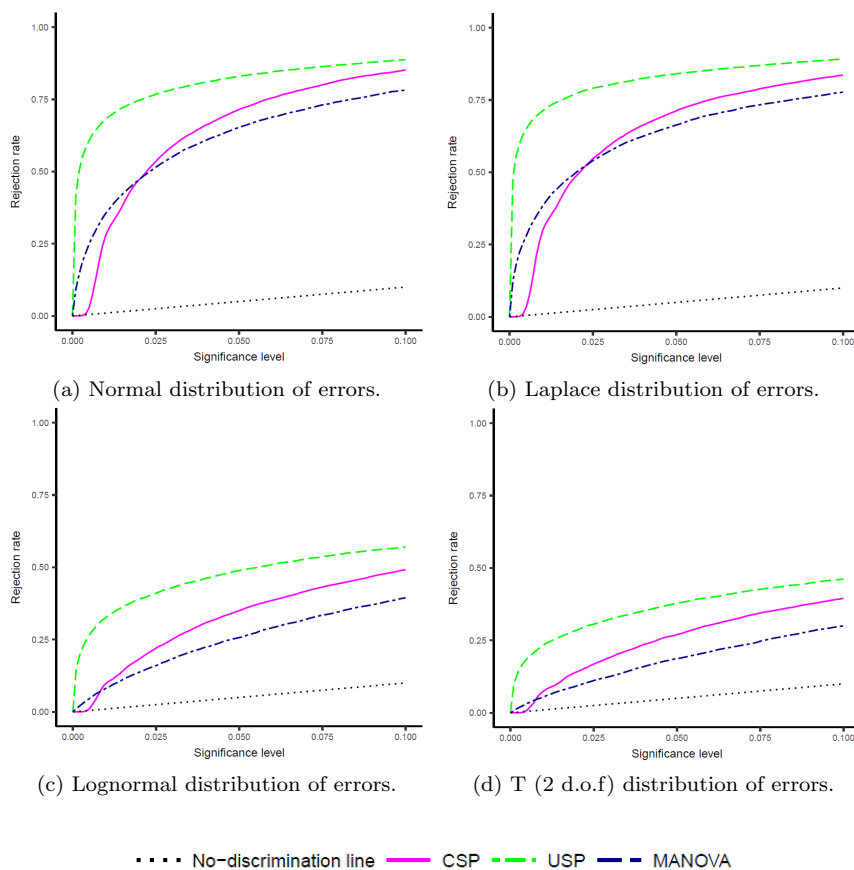 1.00
0.75
0.50
0.25
0.00
Rejection rate
0.000 0.025 0.050 0.075 0.100
Significance level
(a) Normal distribution of errors.
1.00
0.75
0.50
0.25
0.00
Rejection rate
0.000 0.025 0.050 0.075 0.100
Significance level
(b) Laplace distribution of errors.
1.00
0.75
0.50
0.25
0.00
Rejection rate
0.000 0.025 0.050 0.075 0.100
Significance level
(c) Lognormal distribution of errors.
1.00
0.75
0.50
0.25
0.00
Rejection rate
0.000 0.025 0.050 0.075 0.100
Significance level
(d) T (2 d.o.f) distribution of errors.
No−discrimination line CSP USP MANOVA